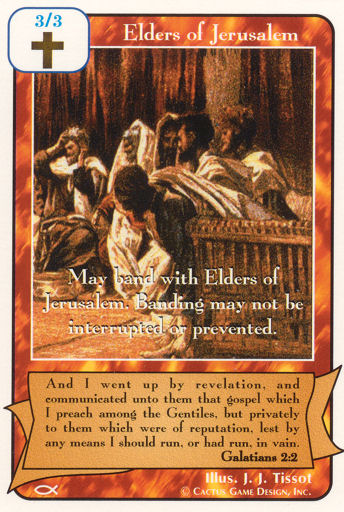 3/3
Elders of Jerusalem
May band with Elders of
Jerusalem. Banding may not be
interrupted or prevented.
And I went up by revelation, and
communicated unto them that gospel which
I preach among the Gentiles, but privately
to them which were of reputation, lest by
any means I should run, or had run, in vain.
Galatians 2:2
Illus. J. J. Tissot
© Cactus Game Design, Inc.